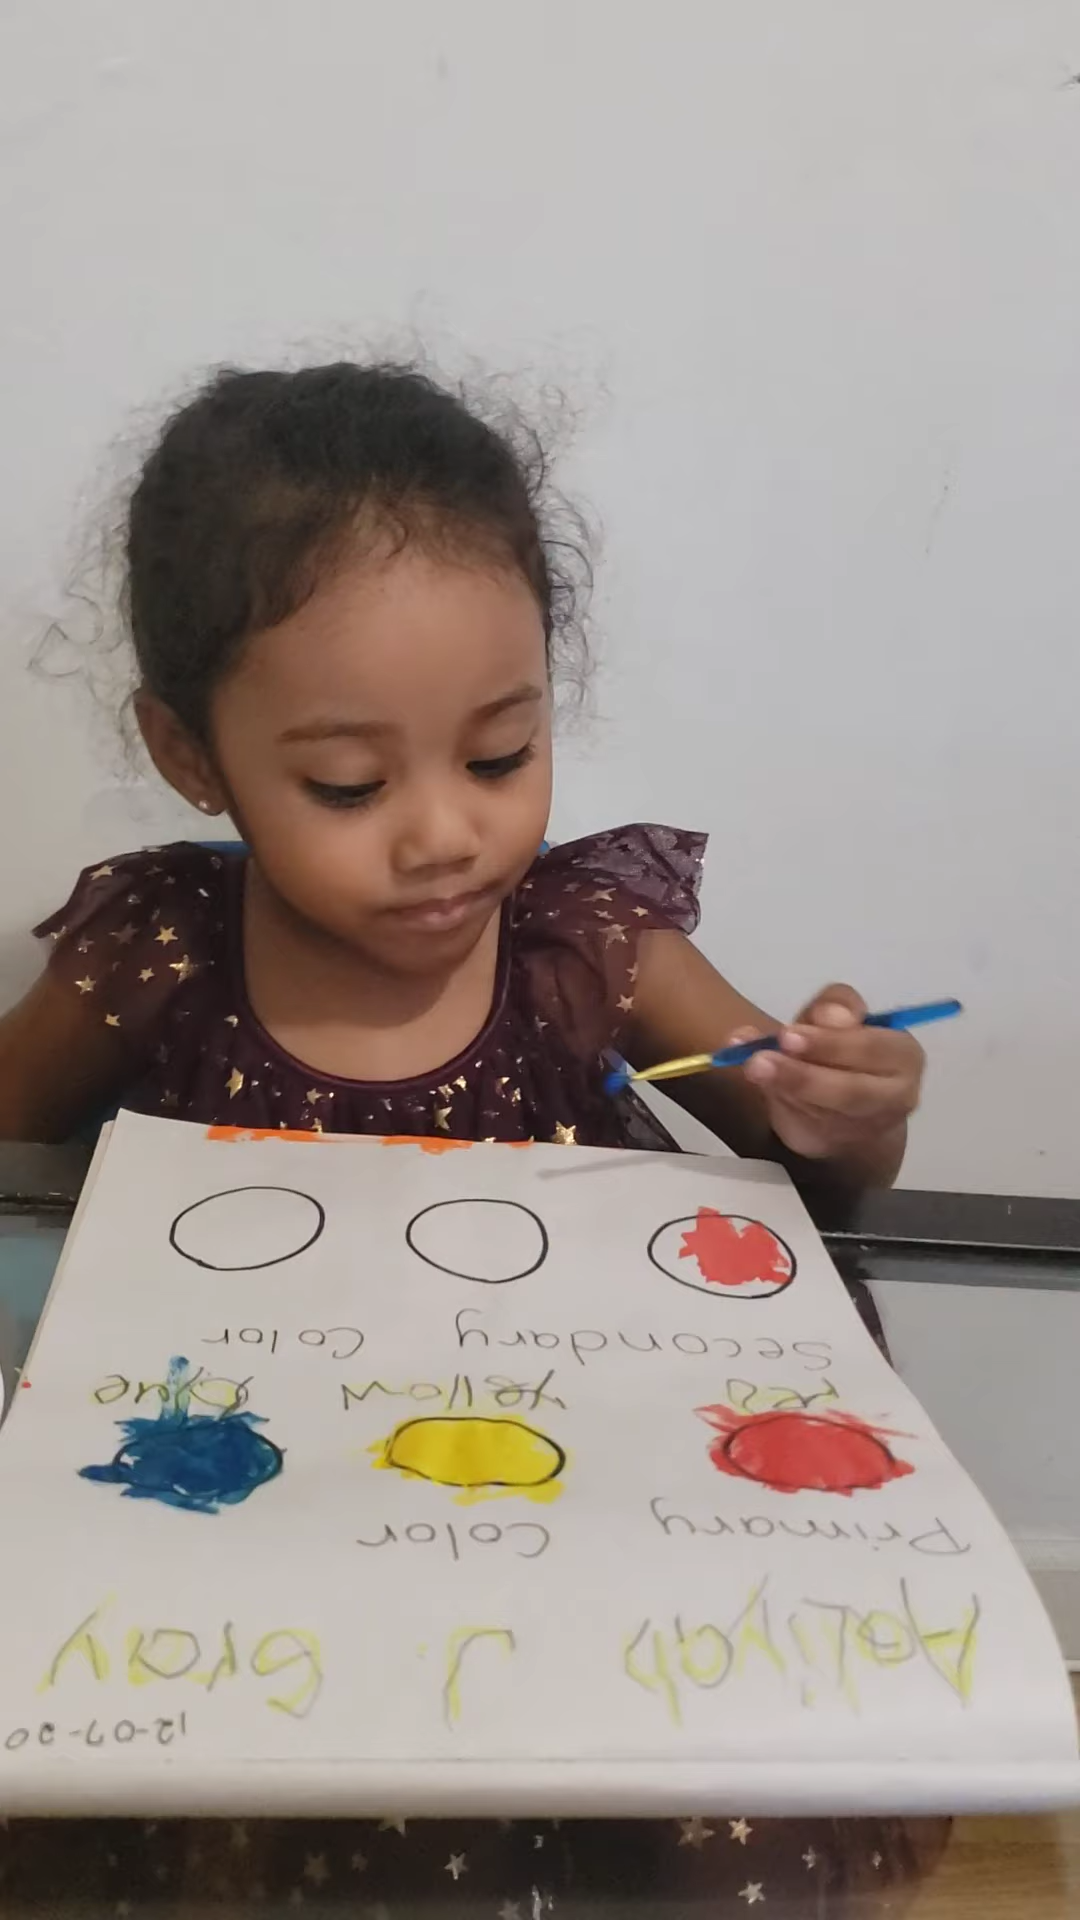 12-07-20
Aaliyah J. Gray
Primary Color
red yellow blue
Secondary Color